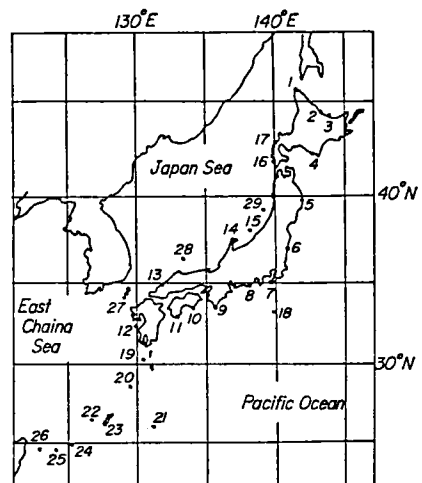 130°E 140°E
1
2 3
17
16 4
Japan Sea
40°N
29 5
15
14
28 6
13
27
East
Chaina
Sea
12 11 10 9 8 7
18
19 30°N
20
Pacific Ocean
22 21
23
26 25 24